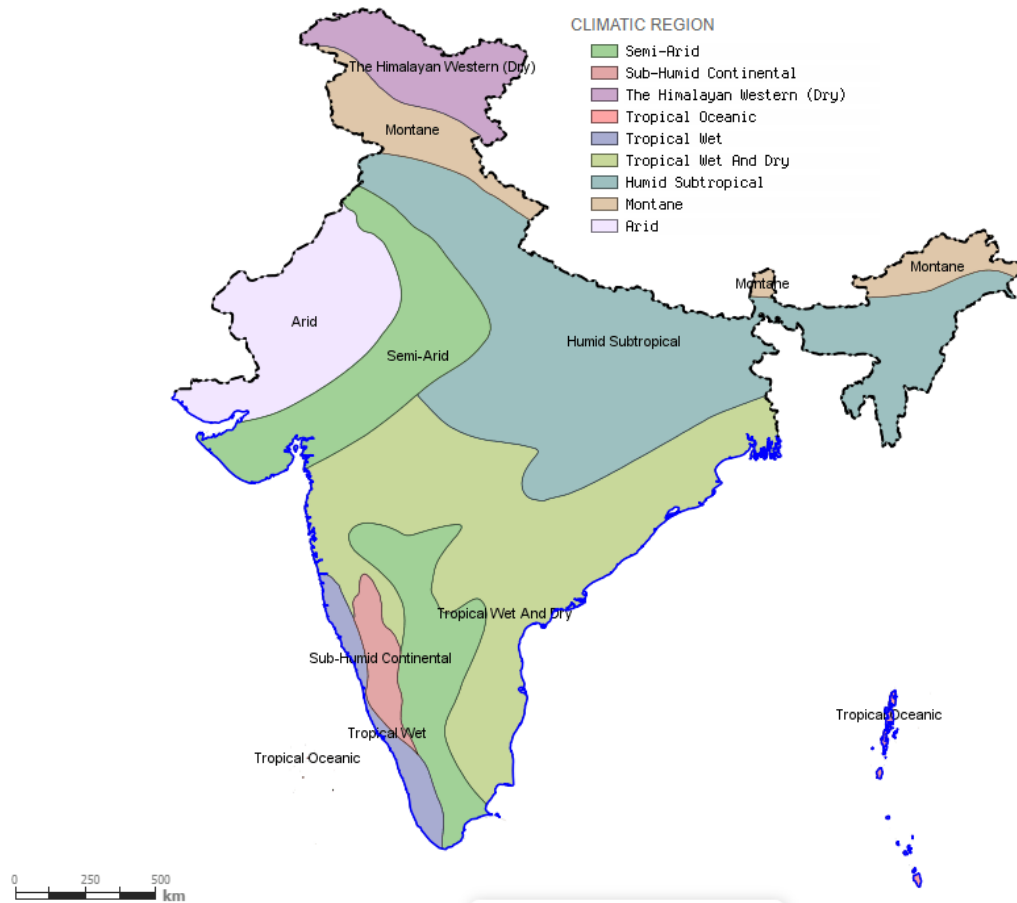 CLIMATIC REGION
Semi-Arid
Sub-Humid Continental
The Himalayan Western (Dry)
Tropical Oceanic
Tropical Wet
Tropical Wet And Dry
Humid Subtropical
Montane
Arid
The Himalayan Western (Dry)
Montane
Montane
Montane
Arid
Humid Subtropical
Semi-Arid
Tropical Wet And Dry
Sub-Humid Continental
Tropical Oceanic
Tropical Wet
Tropical Oceanic
0 250 500
km